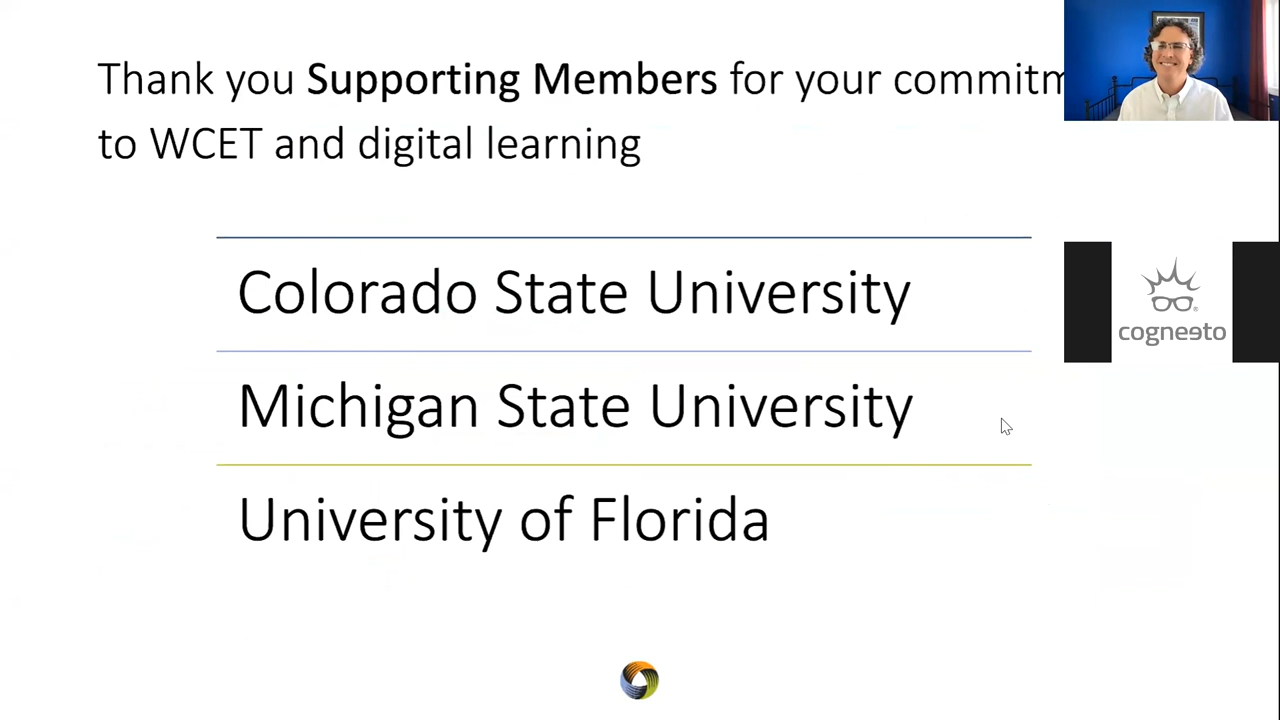 Thank you Supporting Members for your commitm
to WCET and digital learning
Colorado State University
Michigan State University
University of Florida
cogneeto